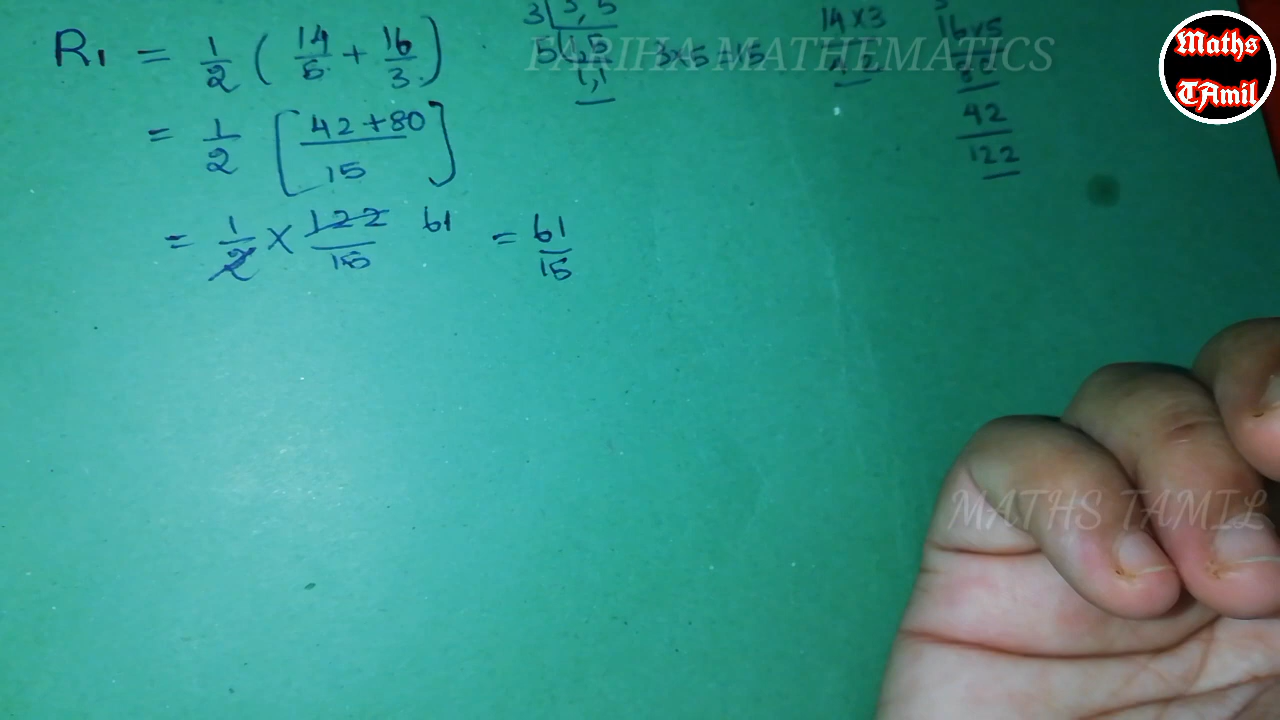 R₁ = 1/2 ( 14/5 + 16/3 )
= 1/2 [ 42+80/15 ]
= 1/2 × 122/15 61 = 61/15
3 | 3, 5
5 | 1, 5
1, 1
3×5 = 15
14×3
42
16×5
80
42
122
FARIHA MATHEMATICS
Maths
TAmil
MATHS TAMIL